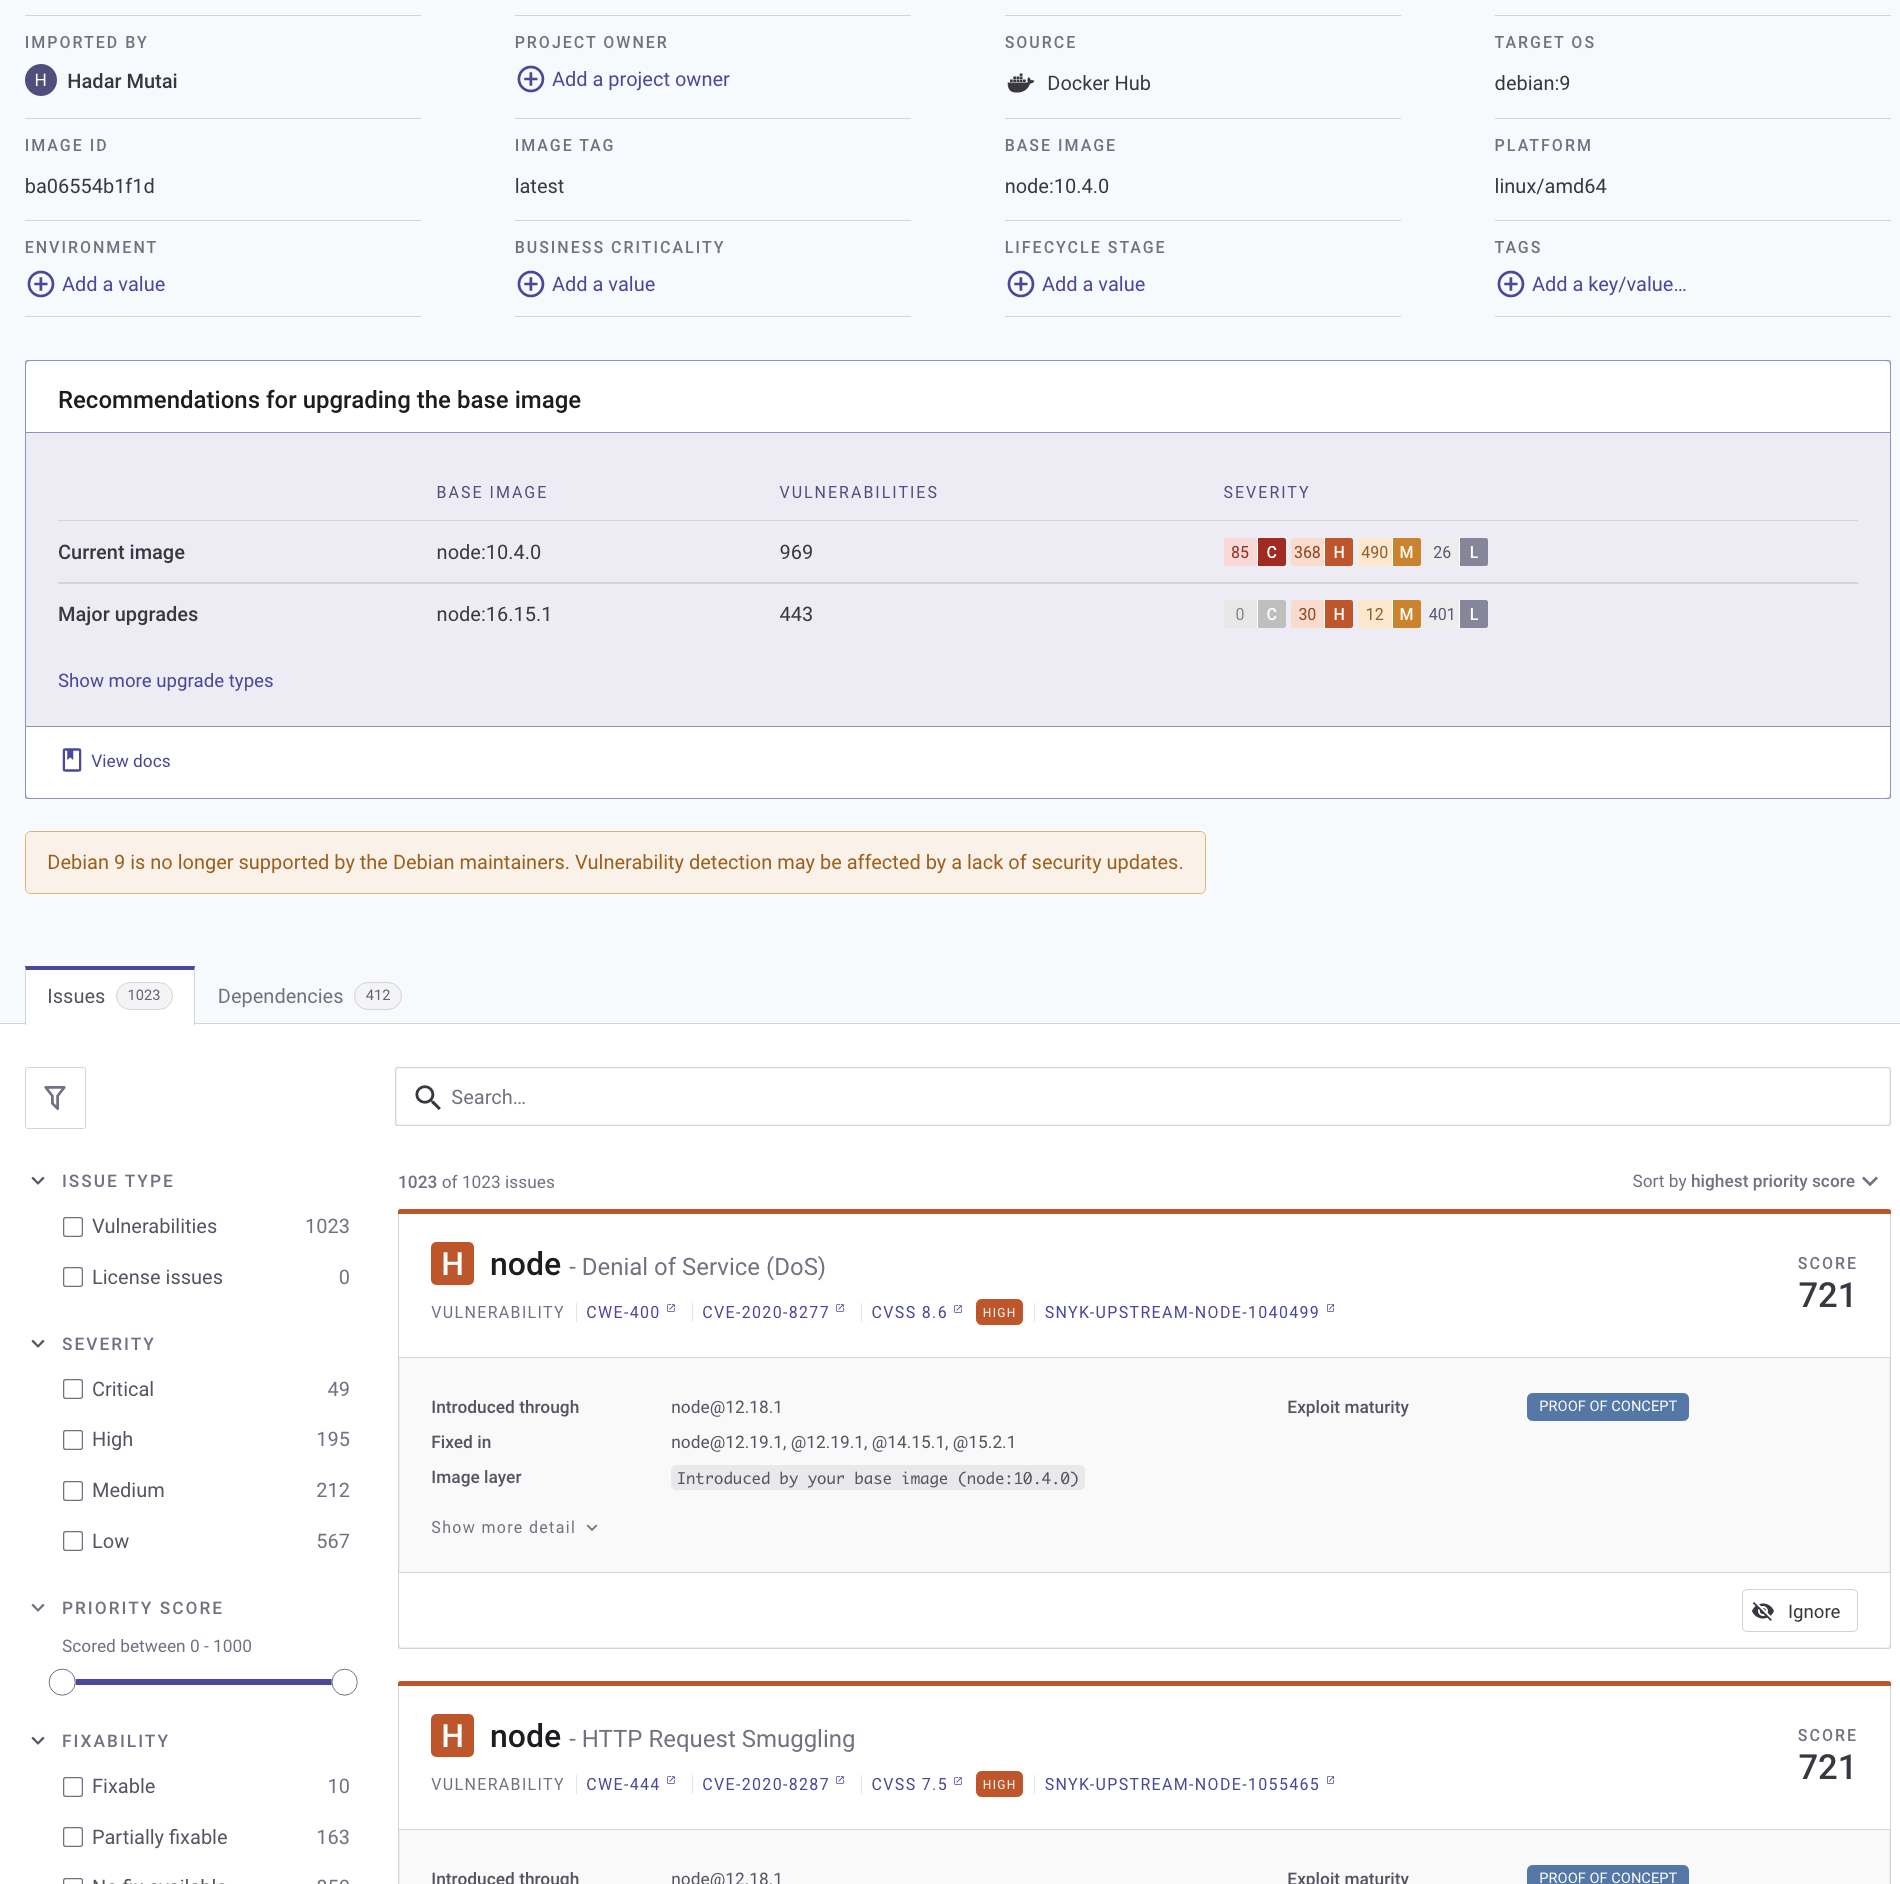 IMPORTED BY PROJECT OWNER SOURCE TARGET OS
H Hadar Mutai Add a project owner Docker Hub debian:9
IMAGE ID IMAGE TAG BASE IMAGE PLATFORM
ba06554b1f1d latest node:10.4.0 linux/amd64
ENVIRONMENT BUSINESS CRITICALITY LIFECYCLE STAGE TAGS
Add a value Add a value Add a value Add a key/value...
Recommendations for upgrading the base image
BASE IMAGE VULNERABILITIES SEVERITY
Current image node:10.4.0 969 85 C 368 H 490 M 26 L
Major upgrades node:16.15.1 443 0 C 30 H 12 M 401 L
Show more upgrade types
View docs
Debian 9 is no longer supported by the Debian maintainers. Vulnerability detection may be affected by a lack of security updates.
Issues 1023 Dependencies 412
Search...
ISSUE TYPE
Vulnerabilities 1023
License issues 0
SEVERITY
Critical 49
High 195
Medium 212
Low 567
PRIORITY SCORE
Scored between 0 - 1000
FIXABILITY
Fixable 10
Partially fixable 163
1023 of 1023 issues Sort by highest priority score
H node - Denial of Service (DoS) SCORE
721
VULNERABILITY CWE-400 CVE-2020-8277 CVSS 8.6 HIGH SNYK-UPSTREAM-NODE-1040499
Introduced through node@12.18.1 Exploit maturity PROOF OF CONCEPT
Fixed in node@12.19.1, @12.19.1, @14.15.1, @15.2.1
Image layer Introduced by your base image (node:10.4.0)
Show more detail
Ignore
H node - HTTP Request Smuggling SCORE
721
VULNERABILITY CWE-444 CVE-2020-8287 CVSS 7.5 HIGH SNYK-UPSTREAM-NODE-1055465
Introduced through node@12.18.1 Exploit maturity PROOF OF CONCEPT